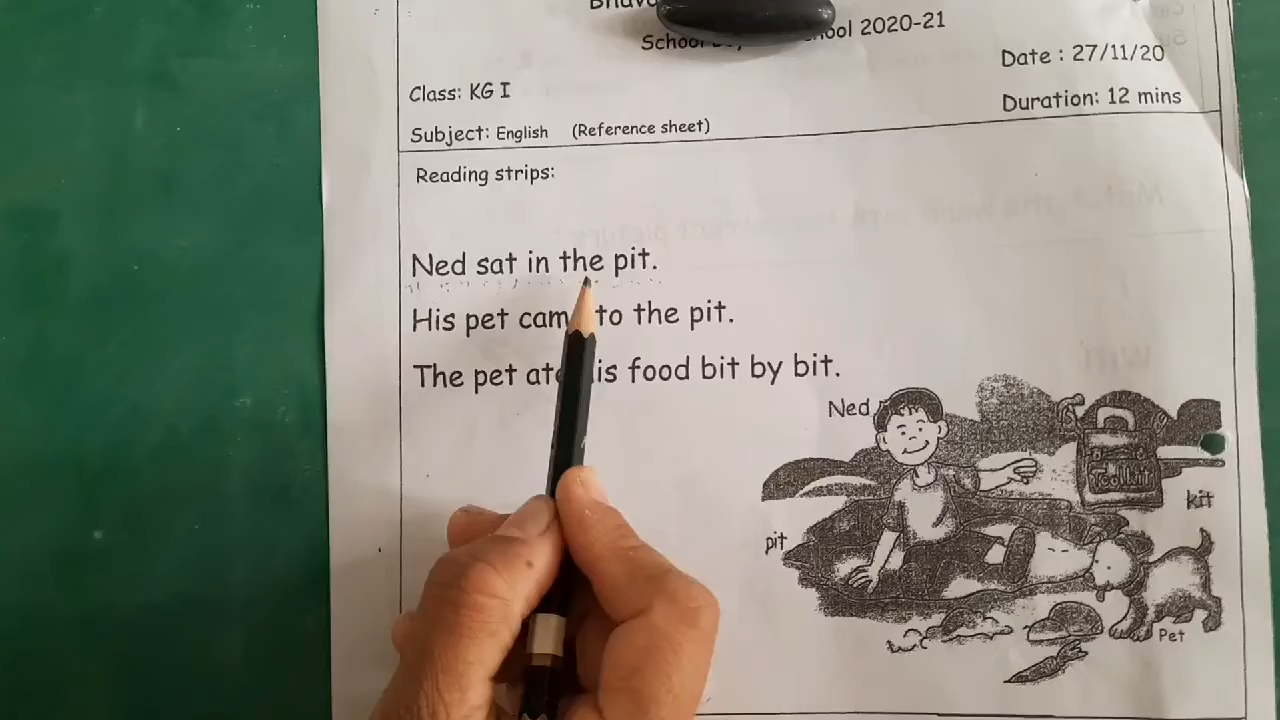 School 2020-21
Date : 27/11/20
Class: KG I
Duration: 12 mins
Subject: English (Reference sheet)
Reading strips:
Ned sat in the pit.
His pet cam to the pit.
The pet ate is food bit by bit.
Ned
Toolkit
kit
pit
Pet